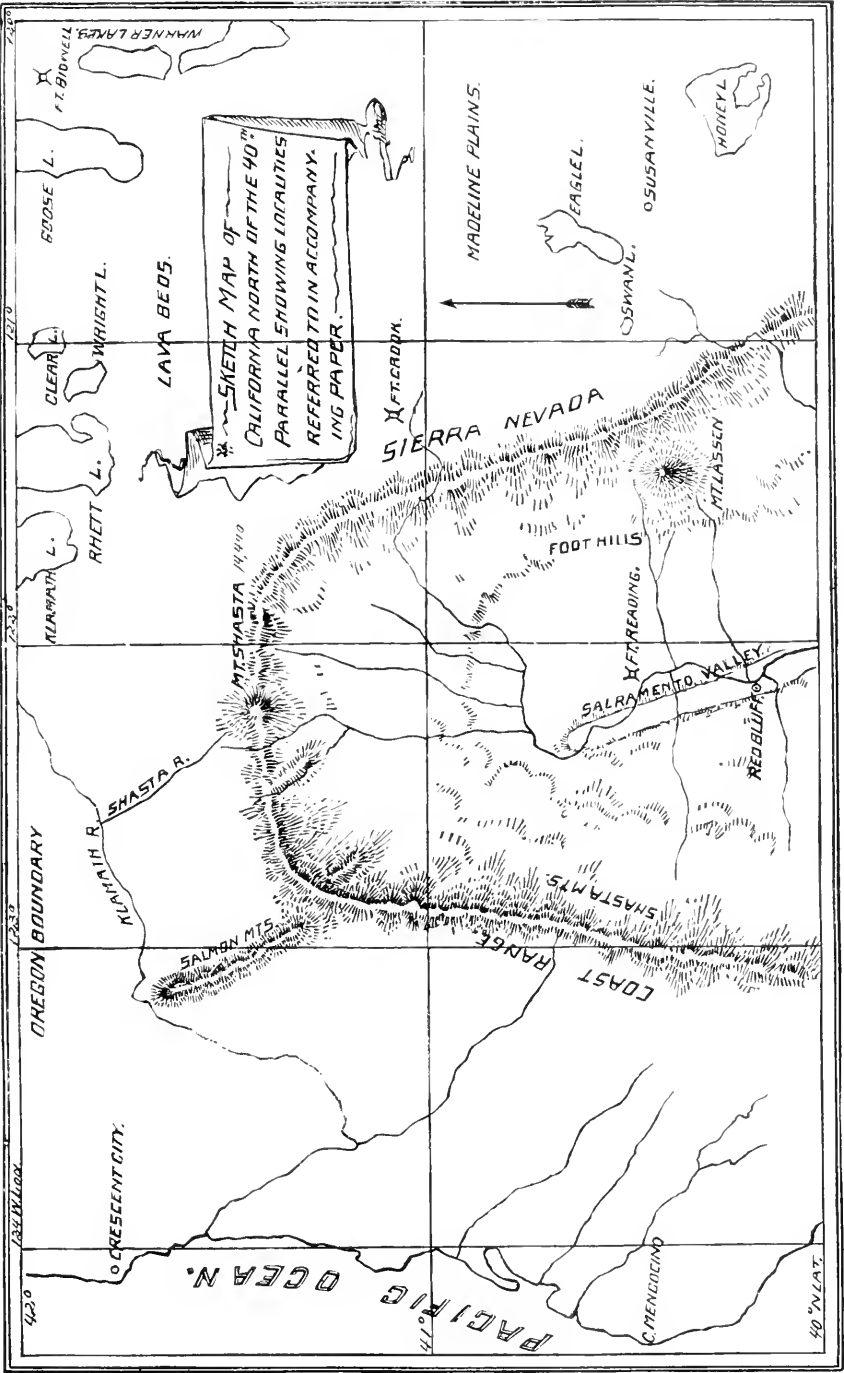 SKETCH MAP OF
CALIFORNIA NORTH OF THE 40TH
PARALLEL SHOWING LOCALITIES
REFERRED TO IN ACCOMPANY-
ING PAPER.
124 W. Lon.
123°
122°
121°
120°
42°
41°
40° N. LAT.
OREGON BOUNDARY
CRESCENT CITY.
PACIFIC OCEAN.
C. MENDOCINO
KLAMATH R.
SHASTA R.
SALMON MTS.
COAST RANGE.
SHASTA MTS.
MT. SHASTA 14,440
KLAMATH L.
RHETT L.
CLEAR L.
WRIGHT L.
GOOSE L.
FT. BIDWELL
WARNER LAKES.
LAVA BEDS.
FT. CROOK.
SIERRA NEVADA
FOOT HILLS
MT. LASSEN
FT. READING.
SACRAMENTO VALLEY.
RED BLUFF
MADELINE PLAINS.
EAGLE L.
SWAN L.
SUSANVILLE.
HONEY L